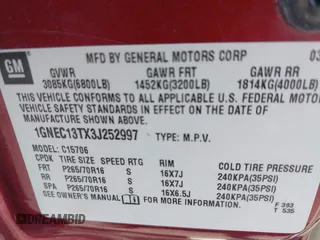 GM
MFD BY GENERAL MOTORS CORP 03
GVWR GAWR FRT GAWR RR
3085KG(6800LB) 1452KG(3200LB) 1814KG(4000LB)
THIS VEHICLE CONFORMS TO ALL APPLICABLE U.S. FEDERAL MOTOR
VEHICLE SAFETY STANDARDS IN EFFECT ON THE DATE OF
MANUFACTURE SHOWN ABOVE.
1GNEC13TX3J252997 TYPE: M.P.V.
MODEL: C15706
CPDK TIRE SIZE SPEED RTG RIM COLD TIRE PRESSURE
FRT P265/70R16 S 16X7J 240KPA(35PSI)
RR P265/70R16 S 16X7J 240KPA(35PSI)
SPA P265/70R16 S 16X6.5J 240KPA(35PSI)
SEE OWNER'S MANUAL FOR ADDITIONAL INFORMATION
F 393
T 535
DREAMBID